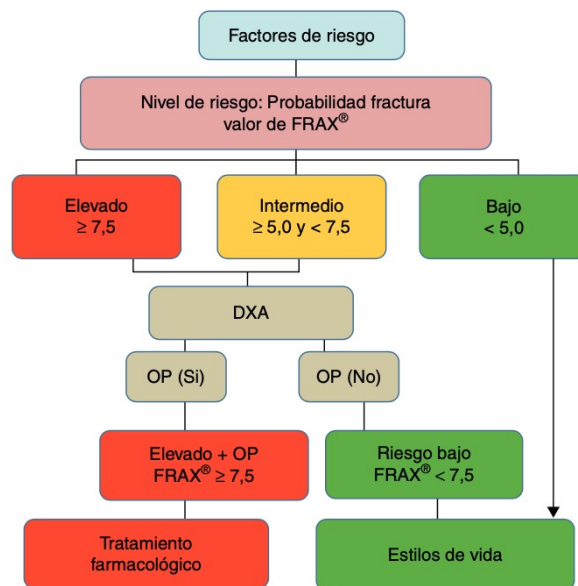 Factores de riesgo
Nivel de riesgo: Probabilidad fractura
valor de FRAX®
Elevado
≥ 7,5
Intermedio
≥ 5,0 y < 7,5
Bajo
< 5,0
DXA
OP (Si)
OP (No)
Elevado + OP
FRAX® ≥ 7,5
Riesgo bajo
FRAX® < 7,5
Tratamiento
farmacológico
Estilos de vida